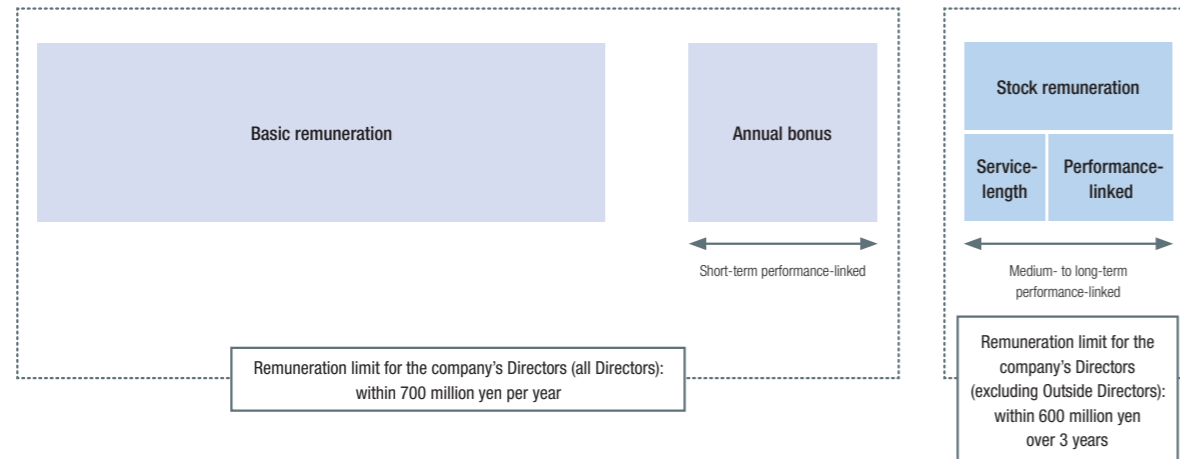 Basic remuneration
Annual bonus
Stock remuneration
Service-
length
Performance-
linked
Short-term performance-linked
Medium- to long-term
performance-linked
Remuneration limit for the company's Directors (all Directors):
within 700 million yen per year
Remuneration limit for the
company's Directors
(excluding Outside Directors):
within 600 million yen
over 3 years